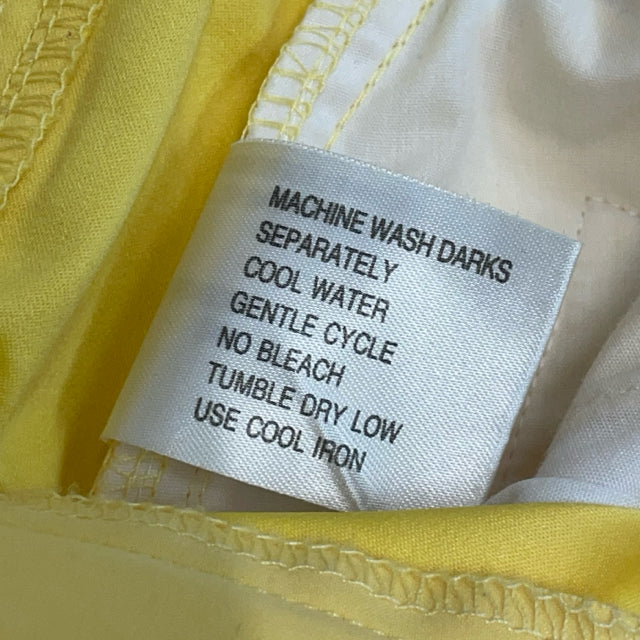 MACHINE WASH DARKS
SEPARATELY
COOL WATER
GENTLE CYCLE
NO BLEACH
TUMBLE DRY LOW
USE COOL IRON